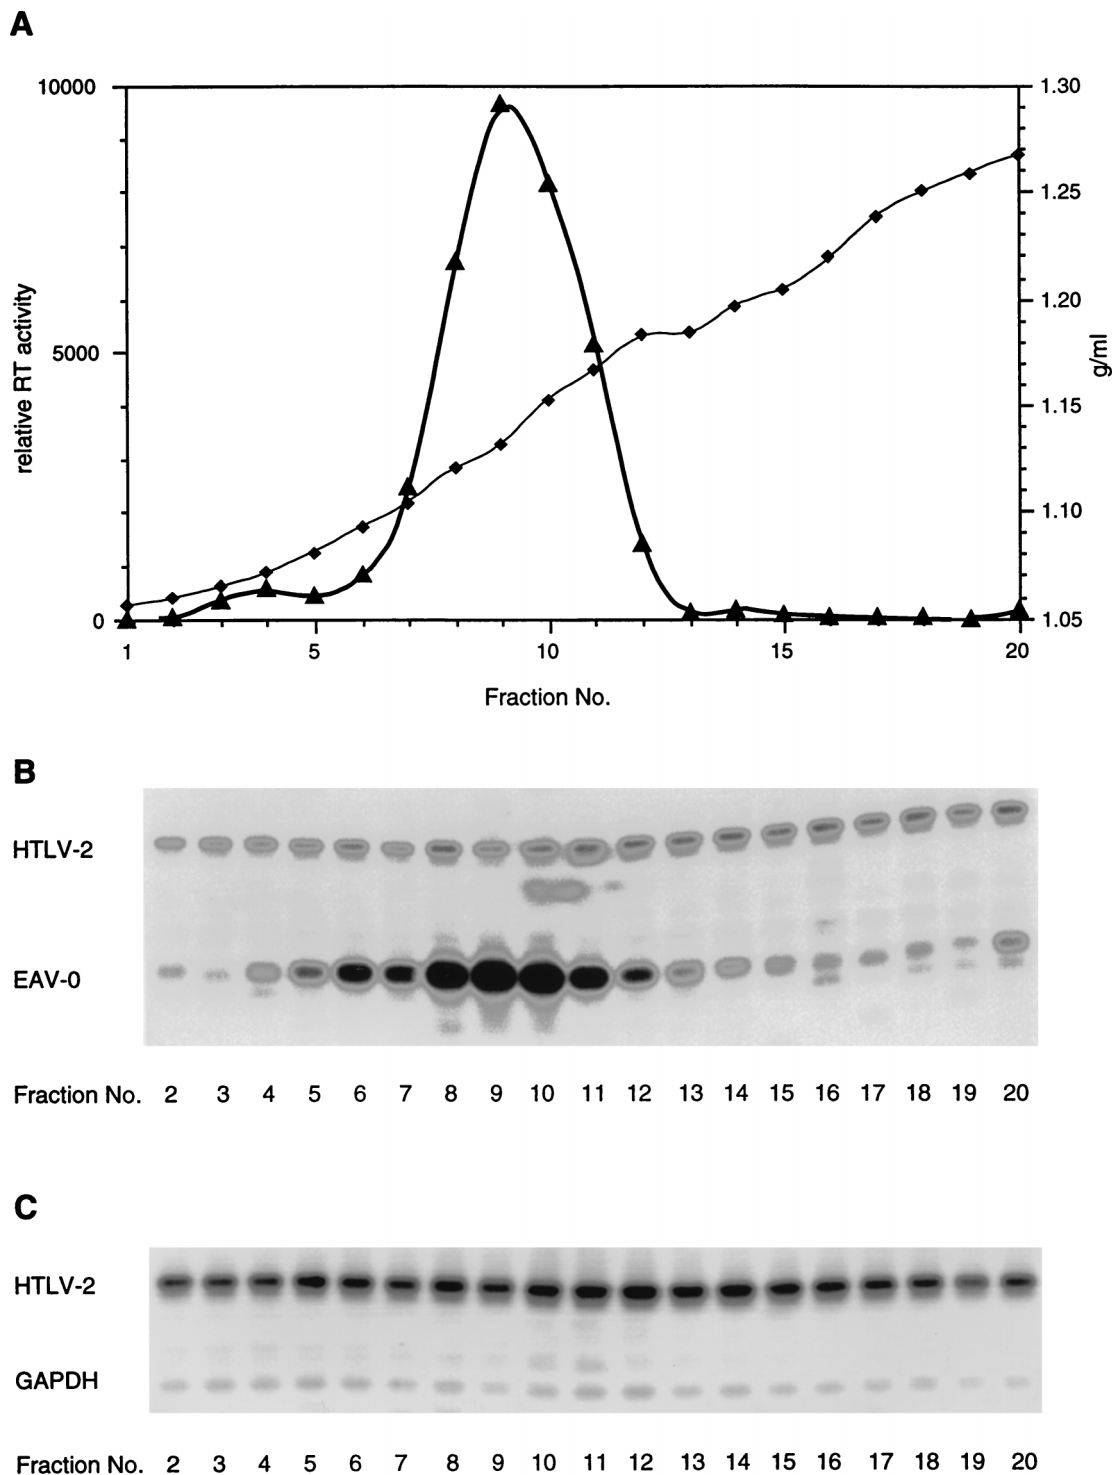 A
10000
5000
0
relative RT activity
1.30
1.25
1.20
1.15
1.10
1.05
g/ml
1 5 10 15 20
Fraction No.
B
HTLV-2
EAV-0
Fraction No. 2 3 4 5 6 7 8 9 10 11 12 13 14 15 16 17 18 19 20
C
HTLV-2
GAPDH
Fraction No. 2 3 4 5 6 7 8 9 10 11 12 13 14 15 16 17 18 19 20